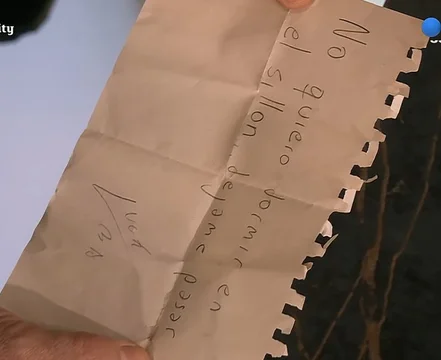 No quiero dormir en
el sillon, dejame pasar